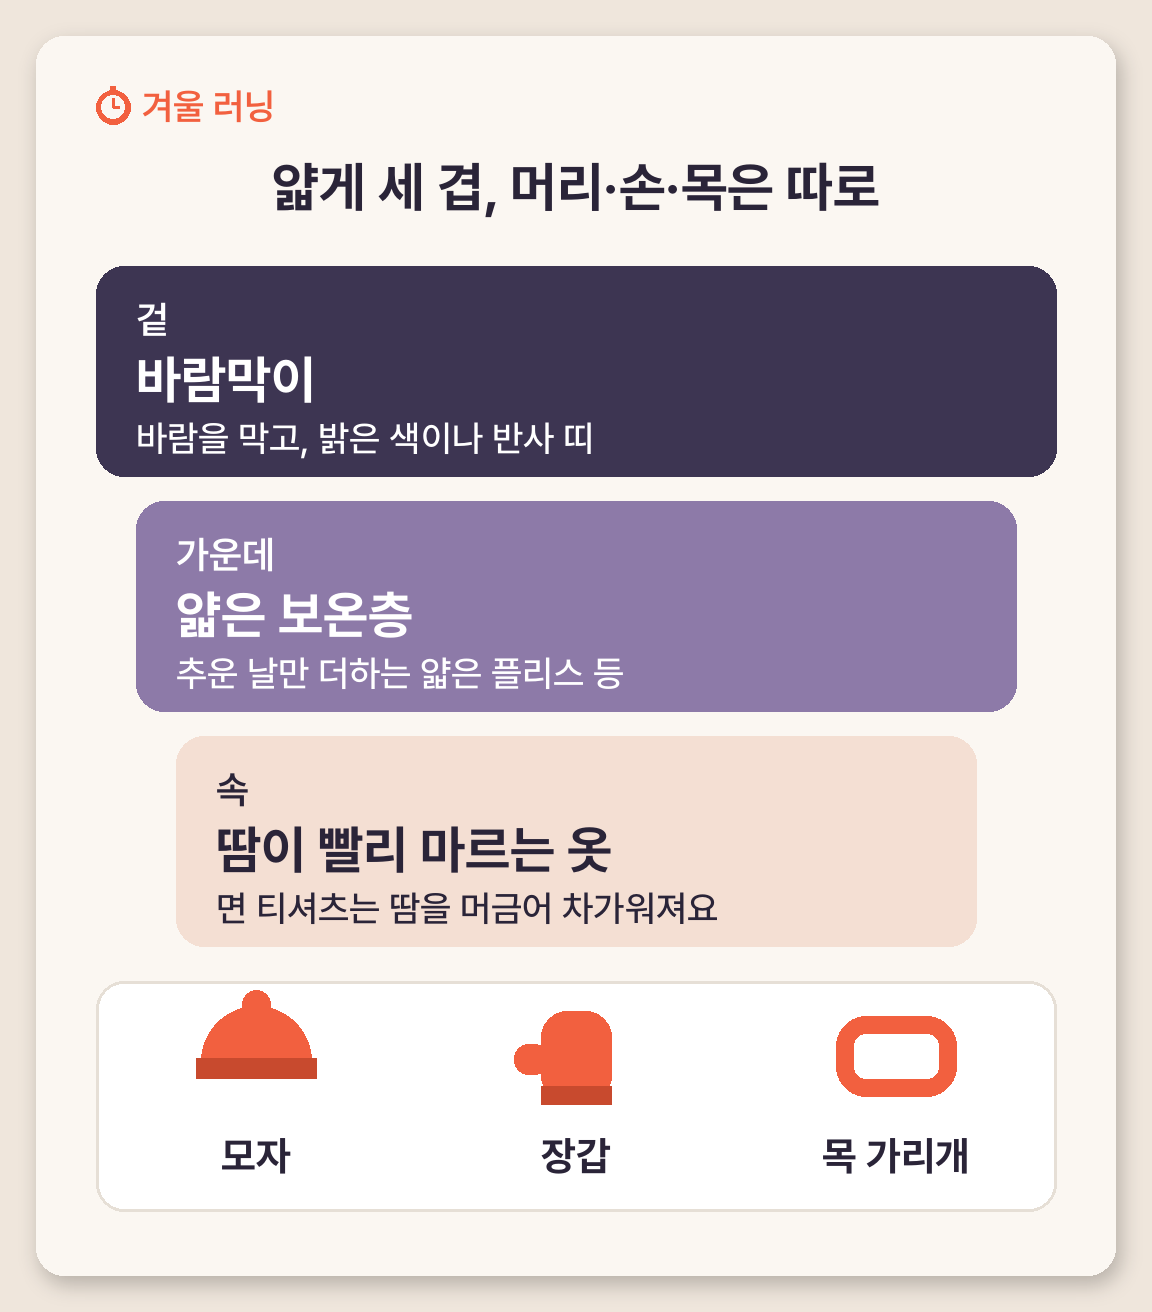 겨울 러닝
얇게 세 겹, 머리·손·목은 따로
겉
바람막이
바람을 막고, 밝은 색이나 반사 띠
가운데
얇은 보온층
추운 날만 더하는 얇은 플리스 등
속
땀이 빨리 마르는 옷
면 티셔츠는 땀을 머금어 차가워져요
모자
장갑
목 가리개